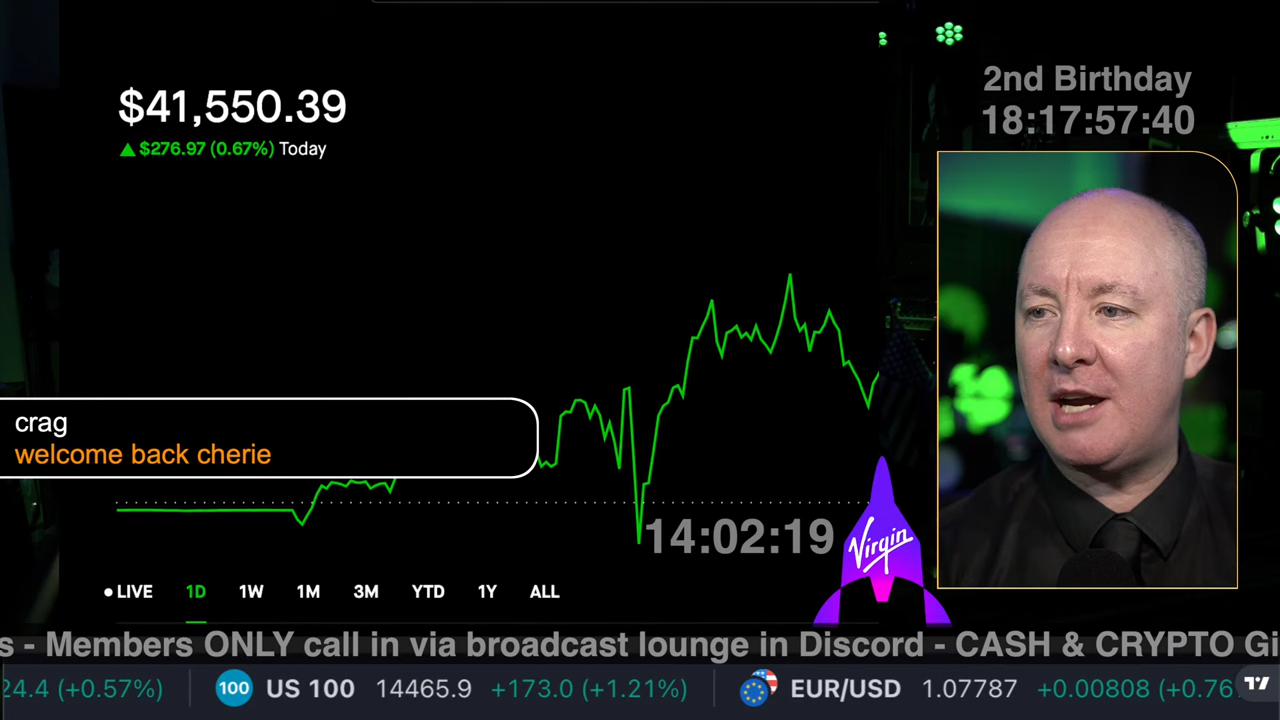 $41,550.39
▲ $276.97 (0.67%) Today
2nd Birthday
18:17:57:40
crag
welcome back cherie
14:02:19
Virgin
LIVE 1D 1W 1M 3M YTD 1Y ALL
s - Members ONLY call in via broadcast lounge in Discord - CASH & CRYPTO Gi
24.4 (+0.57%) 100 US 100 14465.9 +173.0 (+1.21%) EUR/USD 1.07787 +0.00808 (+0.76